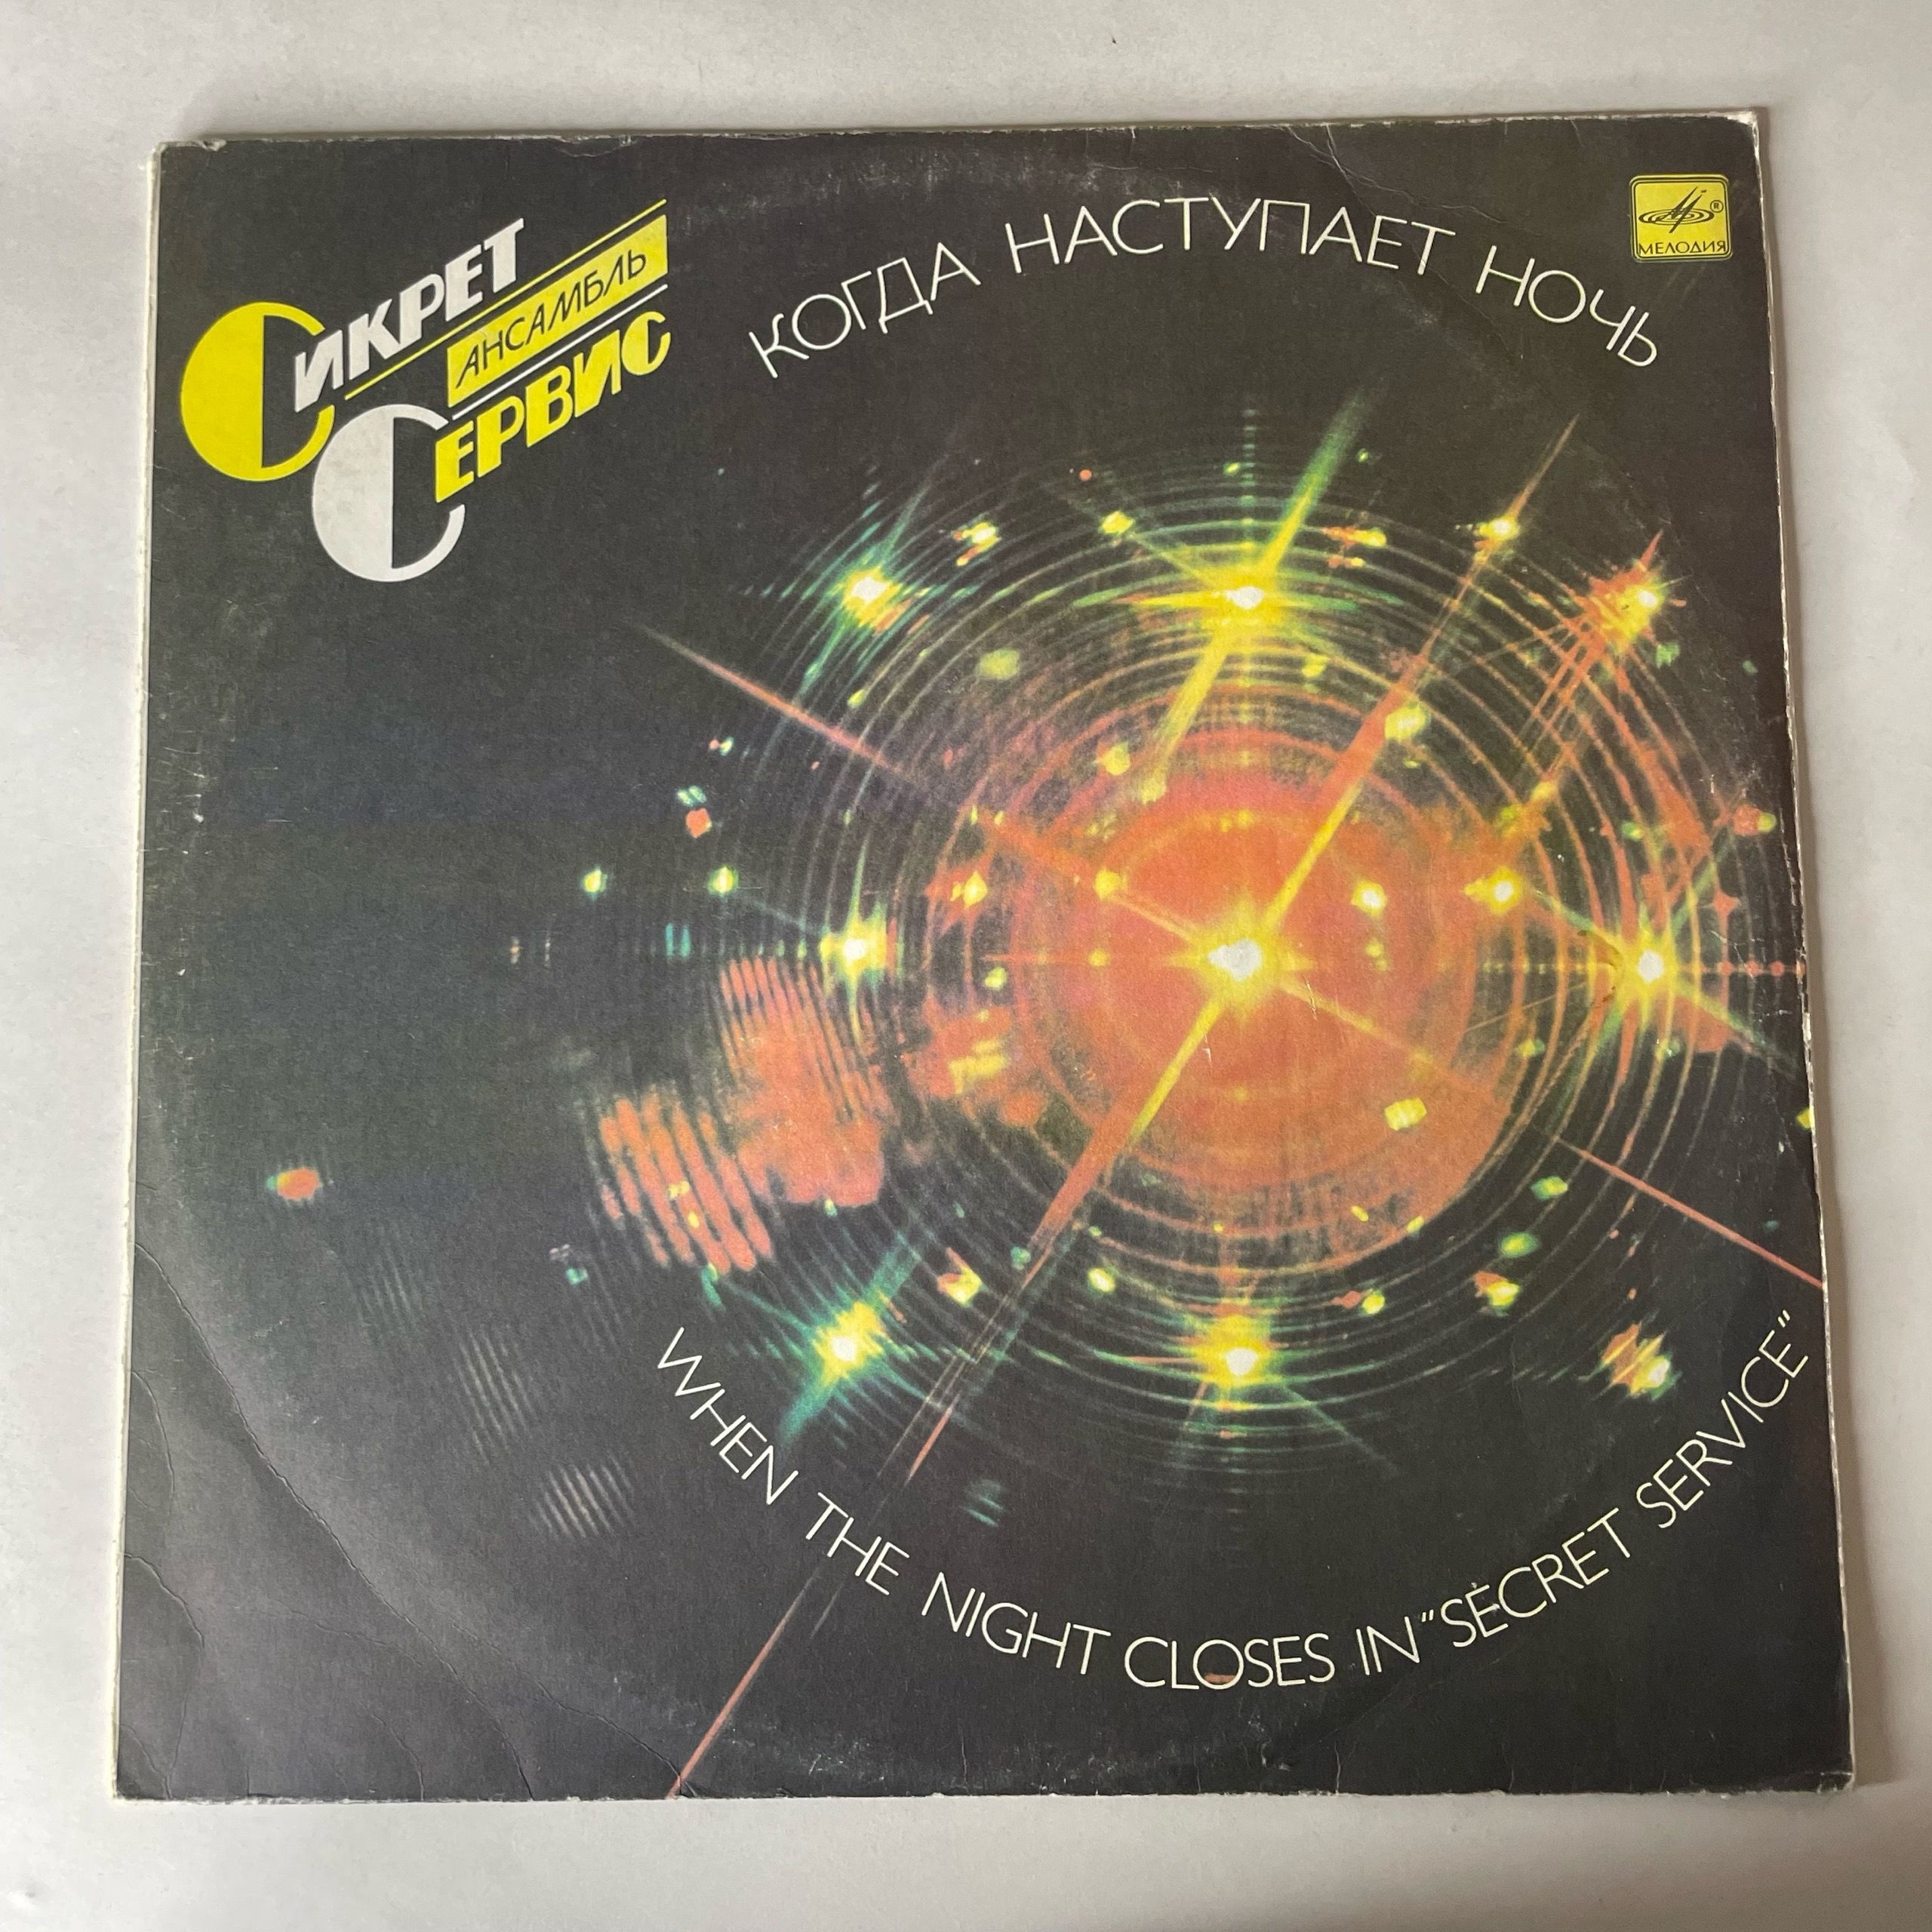 Сикрет
АНСАМБЛЬ
Сервис
КОГДА НАСТУПАЕТ НОЧЬ
® МЕЛОДИЯ
WHEN THE NIGHT CLOSES IN "SECRET SERVICE"